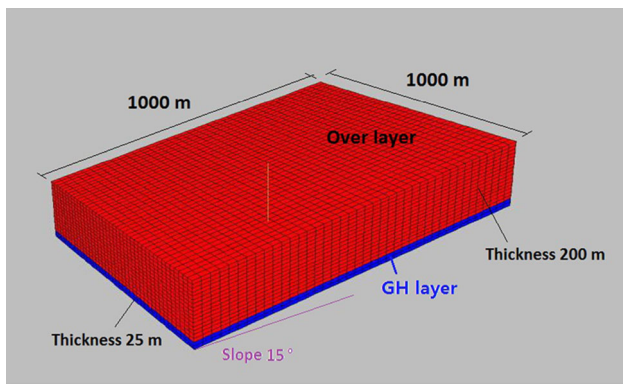 1000 m
1000 m
Over layer
Thickness 200 m
GH layer
Thickness 25 m
Slope 15°